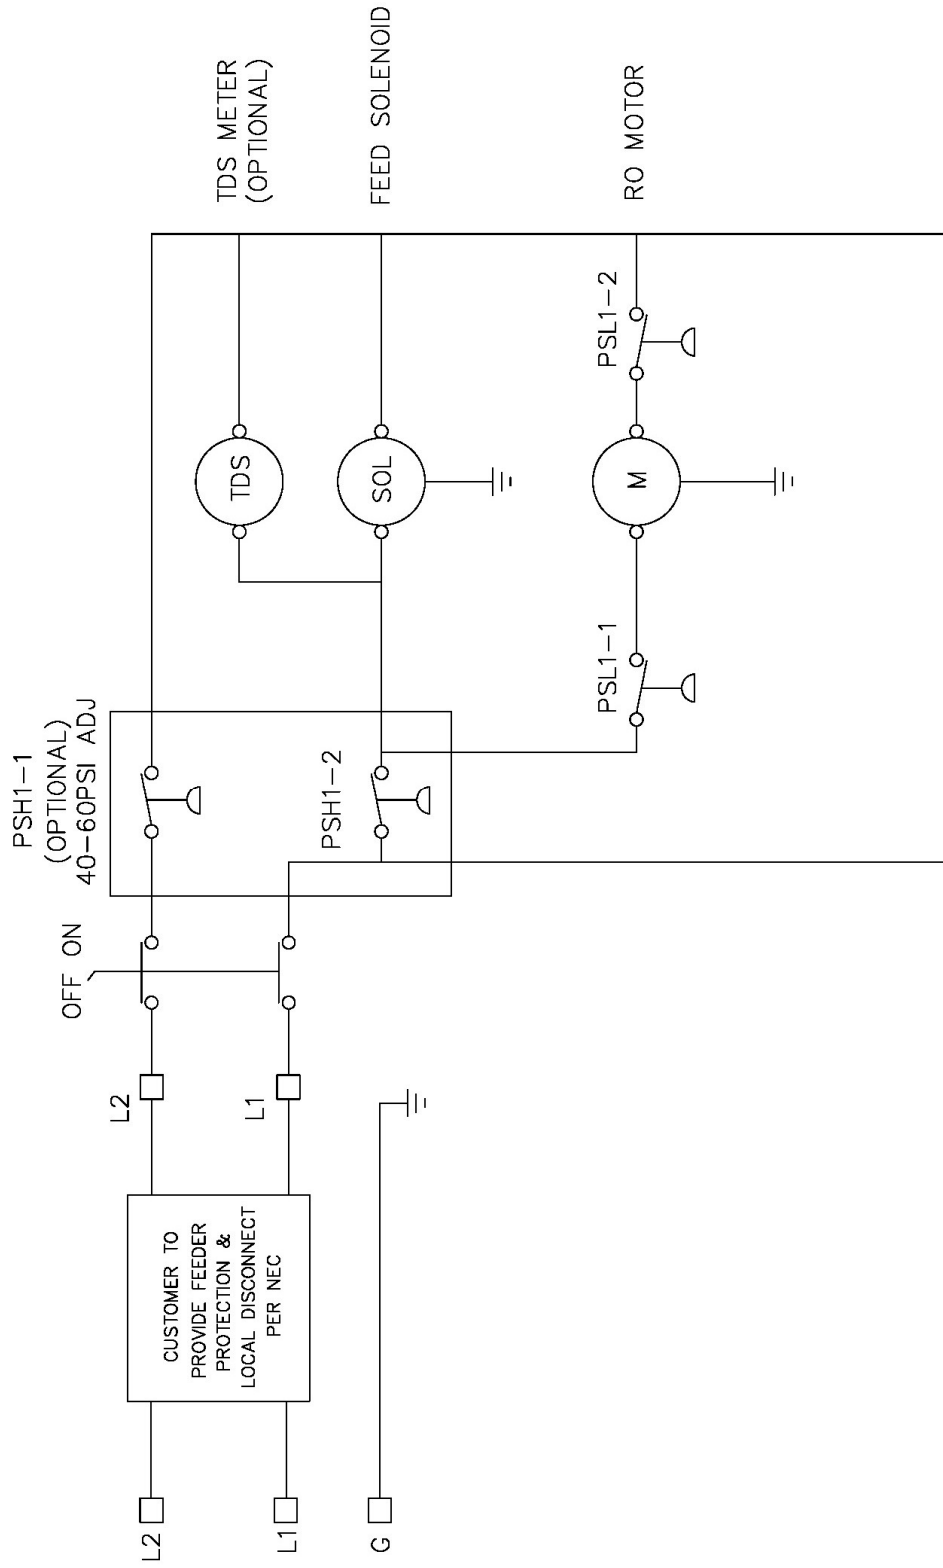 L2
L1
G
CUSTOMER TO
PROVIDE FEEDER
PROTECTION &
LOCAL DISCONNECT
PER NEC
L2
L1
OFF ON
PSH1-1
(OPTIONAL)
40-60PSI ADJ
PSH1-2
TDS
SOL
PSL1-1
M
PSL1-2
TDS METER
(OPTIONAL)
FEED SOLENOID
RO MOTOR